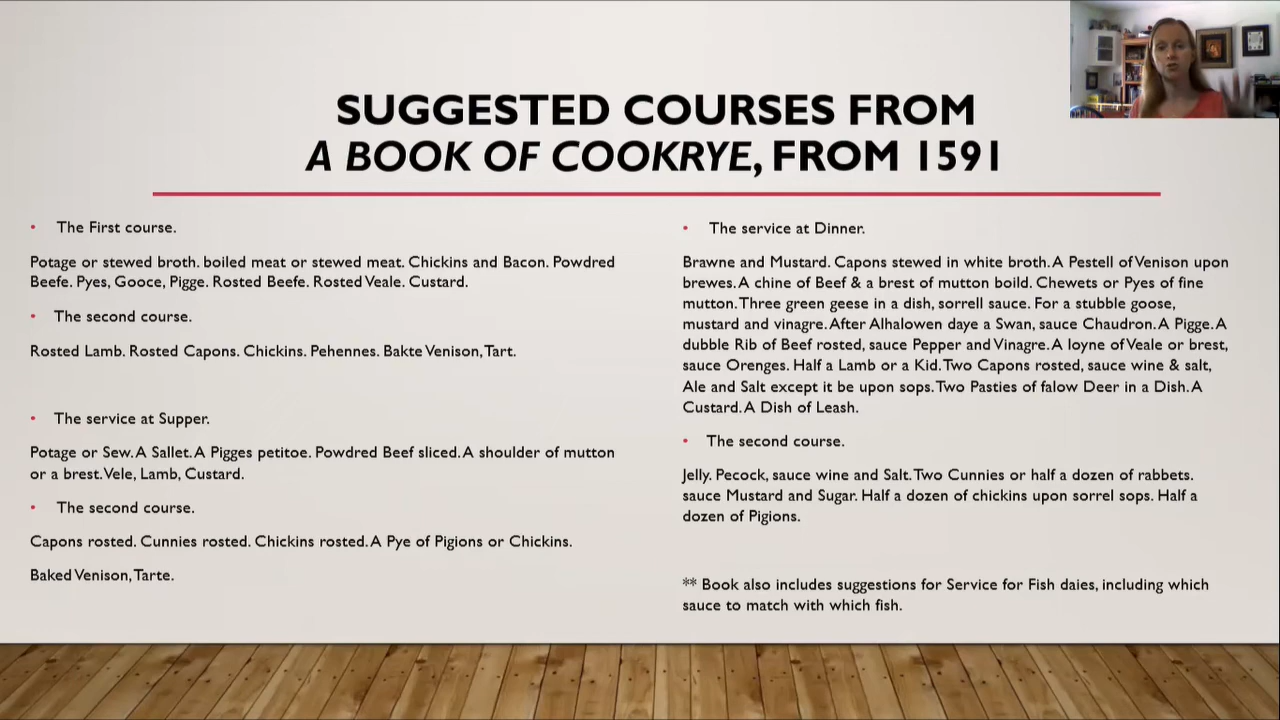 SUGGESTED COURSES FROM
A BOOK OF COOKRYE, FROM 1591
• The First course.
Potage or stewed broth. boiled meat or stewed meat. Chickins and Bacon. Powdred
Beefe. Pyes, Gooce, Pigge. Rosted Beefe. Rosted Veale. Custard.
• The second course.
Rosted Lamb. Rosted Capons. Chickins. Pehennes. Bakte Venison, Tart.
• The service at Supper.
Potage or Sew. A Sallet. A Pigges petitoe. Powdred Beef sliced. A shoulder of mutton
or a brest. Vele, Lamb, Custard.
• The second course.
Capons rosted. Cunnies rosted. Chickins rosted. A Pye of Pigions or Chickins.
Baked Venison, Tarte.
• The service at Dinner.
Brawne and Mustard. Capons stewed in white broth. A Pestell of Venison upon
brewes. A chine of Beef & a brest of mutton boild. Chewets or Pyes of fine
mutton. Three green geese in a dish, sorrell sauce. For a stubble goose,
mustard and vinagre. After Alhalowen daye a Swan, sauce Chaudron. A Pigge. A
dubble Rib of Beef rosted, sauce Pepper and Vinagre. A loyne of Veale or brest,
sauce Orenges. Half a Lamb or a Kid. Two Capons rosted, sauce wine & salt,
Ale and Salt except it be upon sops. Two Pasties of falow Deer in a Dish. A
Custard. A Dish of Leash.
• The second course.
Jelly. Pecock, sauce wine and Salt. Two Cunnies or half a dozen of rabbets.
sauce Mustard and Sugar. Half a dozen of chickins upon sorrel sops. Half a
dozen of Pigions.
** Book also includes suggestions for Service for Fish daies, including which
sauce to match with which fish.